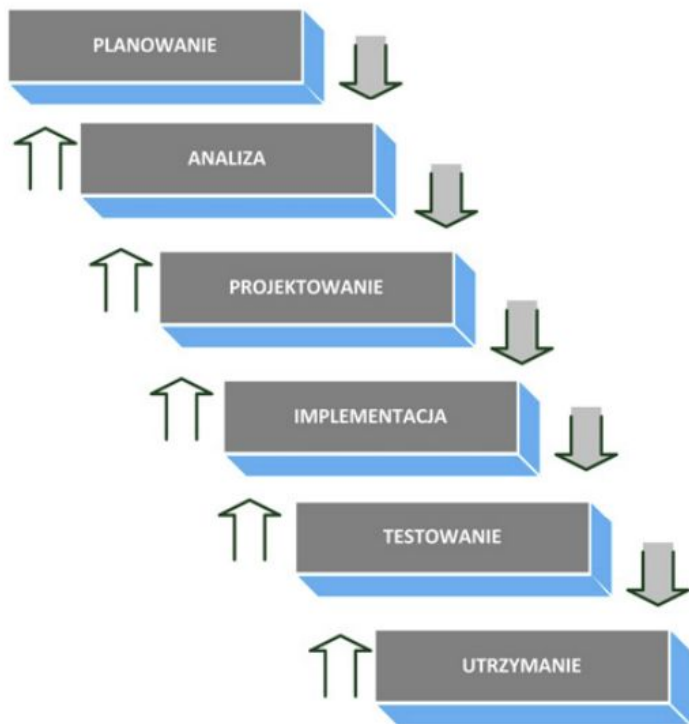 PLANOWANIE
ANALIZA
PROJEKTOWANIE
IMPLEMENTACJA
TESTOWANIE
UTRZYMANIE